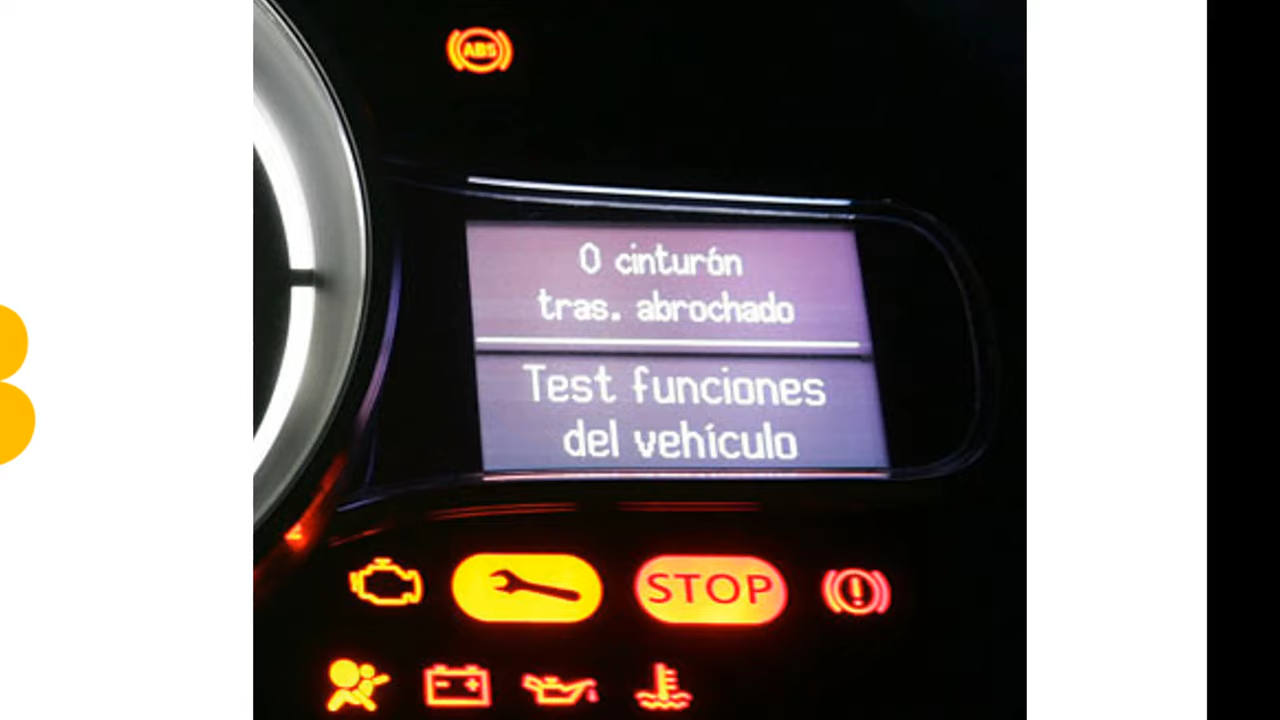 ABS
0 cinturón
tras. abrochado
Test funciones
del vehículo
STOP